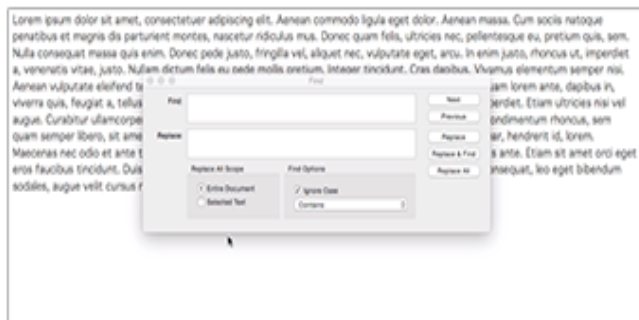 Lorem ipsum dolor sit amet, consectetuer adipiscing elit. Aenean commodo ligula eget dolor. Aenean massa. Cum sociis natoque
penatibus et magnis dis parturient montes, nascetur ridiculus mus. Donec quam felis, ultricies nec, pellentesque eu, pretium quis, sem.
Nulla consequat massa quis enim. Donec pede justo, fringilla vel, aliquet nec, vulputate eget, arcu. In enim justo, rhoncus ut, imperdiet
a, venenatis vitae, justo. Nullam dictum felis eu pede mollis pretium. Integer tincidunt. Cras dapibus. Vivamus elementum semper nisi.
Aenean vulputate eleifend te
am lorem ante, dapibus in,
viverra quis, feugiat a, tellus
perdiet. Etiam ultricies nisi vel
augue. Curabitur ullamcorpe
ondimentum rhoncus, sem
quam semper libero, sit ame
ar, hendrerit id, lorem.
Maecenas nec odio et ante t
s ante. Etiam sit amet orci eget
eros faucibus tincidunt. Duis
nsequat, leo eget bibendum
sodales, augue velit cursus
Find
Find
Next
Previous
Replace
Replace
Replace & Find
Replace All
Replace All Scope
Find Options
Entire Document
Ignore Case
Selected Text
Contains